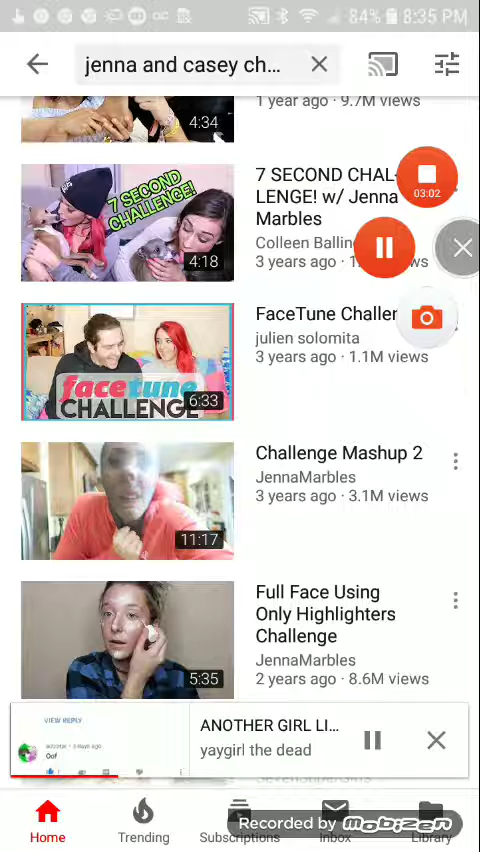 84% 8:35 PM
jenna and casey ch...
1 year ago · 9.7M views
4:34
7 SECOND CHAL-
LENGE! w/ Jenna
Marbles
Colleen Ballin
3 years ago · 1.
7 SECOND
CHALLENGE!
4:18
03:02
FaceTune Challen
julien solomita
3 years ago · 1.1M views
facetune
CHALLENGE
6:33
Challenge Mashup 2
JennaMarbles
3 years ago · 3.1M views
11:17
Full Face Using
Only Highlighters
Challenge
JennaMarbles
2 years ago · 8.6M views
5:35
VIEW REPLY
3 days ago
Oof
ANOTHER GIRL LI...
yaygirl the dead
Home
Trending
Subscriptions
Inbox
Library
Recorded by Mobizen